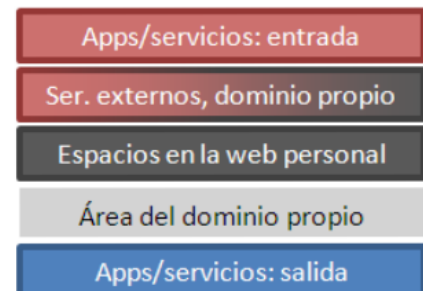 Apps/servicios: entrada
Ser. externos, dominio propio
Espacios en la web personal
Área del dominio propio
Apps/servicios: salida